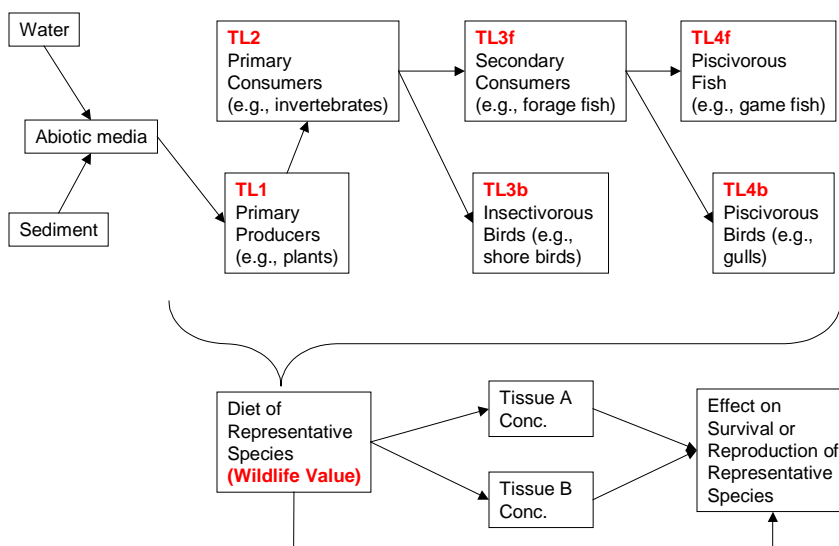 Water
Abiotic media
Sediment
TL2
Primary
Consumers
(e.g., invertebrates)
TL1
Primary
Producers
(e.g., plants)
TL3f
Secondary
Consumers
(e.g., forage fish)
TL3b
Insectivorous
Birds (e.g.,
shore birds)
TL4f
Piscivorous
Fish
(e.g., game fish)
TL4b
Piscivorous
Birds (e.g.,
gulls)
Diet of
Representative
Species
(Wildlife Value)
Tissue A
Conc.
Tissue B
Conc.
Effect on
Survival or
Reproduction of
Representative
Species